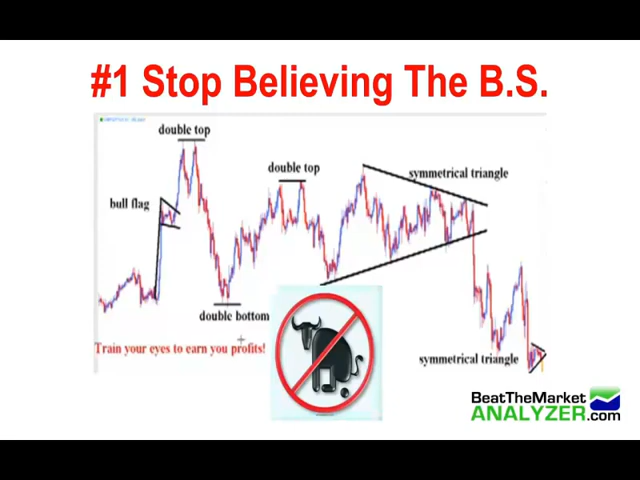 #1 Stop Believing The B.S.
double top
double top
symmetrical triangle
bull flag
double bottom
Train your eyes to earn you profits!
symmetrical triangle
BeatTheMarket
ANALYZER.com